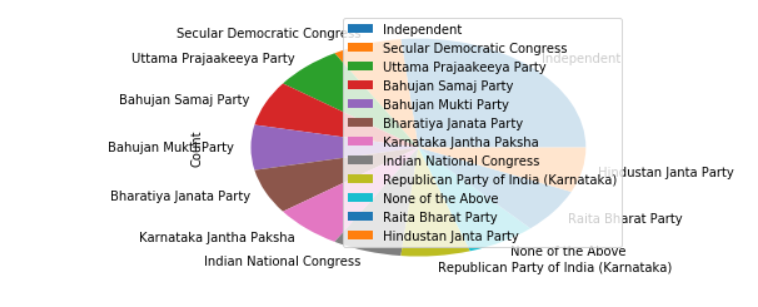 Secular Democratic Congress
Uttama Prajaakeeya Party
Bahujan Samaj Party
Bahujan Mukti Party
Count
Bharatiya Janata Party
Karnataka Jantha Paksha
Indian National Congress
Independent
Secular Democratic Congress
Uttama Prajaakeeya Party
Bahujan Samaj Party
Bahujan Mukti Party
Bharatiya Janata Party
Karnataka Jantha Paksha
Indian National Congress
Republican Party of India (Karnataka)
None of the Above
Raita Bharat Party
Hindustan Janta Party
Independent
Hindustan Janta Party
Raita Bharat Party
None of the Above
Republican Party of India (Karnataka)